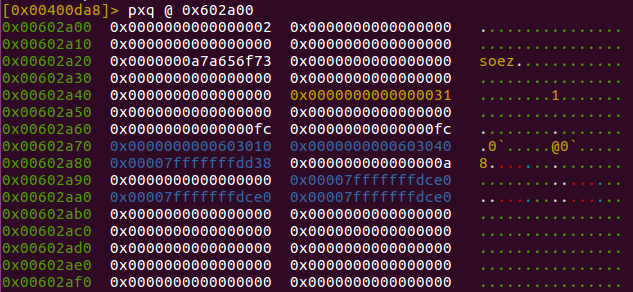 [0x00400da8]> pxq @ 0x602a00
0x00602a00 0x0000000000000002 0x0000000000000000 ................
0x00602a10 0x0000000000000000 0x0000000000000000 ................
0x00602a20 0x0000000a7a656f73 0x0000000000000000 soez............
0x00602a30 0x0000000000000000 0x0000000000000000 ................
0x00602a40 0x0000000000000000 0x0000000000000031 ........1.......
0x00602a50 0x0000000000000000 0x0000000000000000 ................
0x00602a60 0x00000000000000fc 0x00000000000000fc ................
0x00602a70 0x0000000000603010 0x0000000000603040 .0`.....@0`.....
0x00602a80 0x00007fffffffdd38 0x000000000000000a 8...............
0x00602a90 0x0000000000000000 0x00007fffffffdce0 ................
0x00602aa0 0x00007fffffffdce0 0x00007fffffffdce0 ................
0x00602ab0 0x0000000000000000 0x0000000000000000 ................
0x00602ac0 0x0000000000000000 0x0000000000000000 ................
0x00602ad0 0x0000000000000000 0x0000000000000000 ................
0x00602ae0 0x0000000000000000 0x0000000000000000 ................
0x00602af0 0x0000000000000000 0x0000000000000000 ................